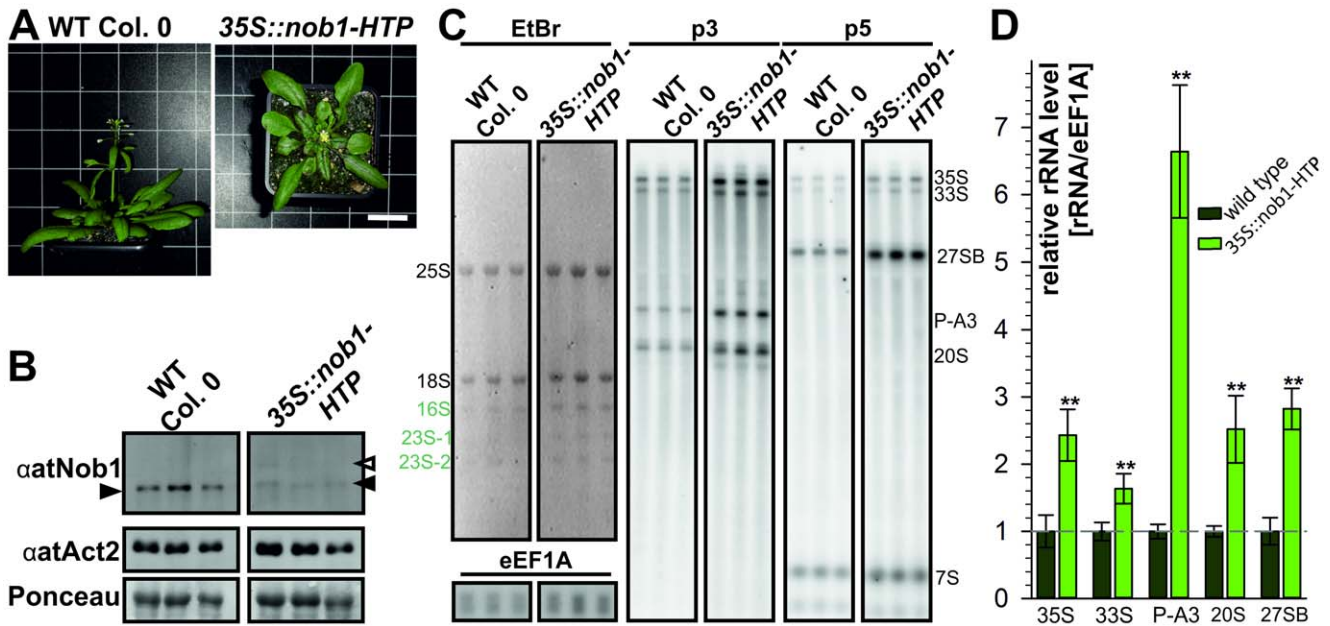 A WT Col. 0
35S::nob1-HTP
B
WT
Col. 0
35S::nob1-
HTP
αatNob1
αatAct2
Ponceau
C
EtBr
p3
p5
WT
Col. 0
35S::nob1-
HTP
WT
Col. 0
35S::nob1-
HTP
WT
Col. 0
35S::nob1-
HTP
25S
18S
16S
23S-1
23S-2
35S
33S
27SB
P-A3
20S
7S
eEF1A
D
relative rRNA level
[rRNA/eEF1A]
7
6
5
4
3
2
1
0
wild type
35S::nob1-HTP
**
**
**
**
**
35S
33S
P-A3
20S
27SB